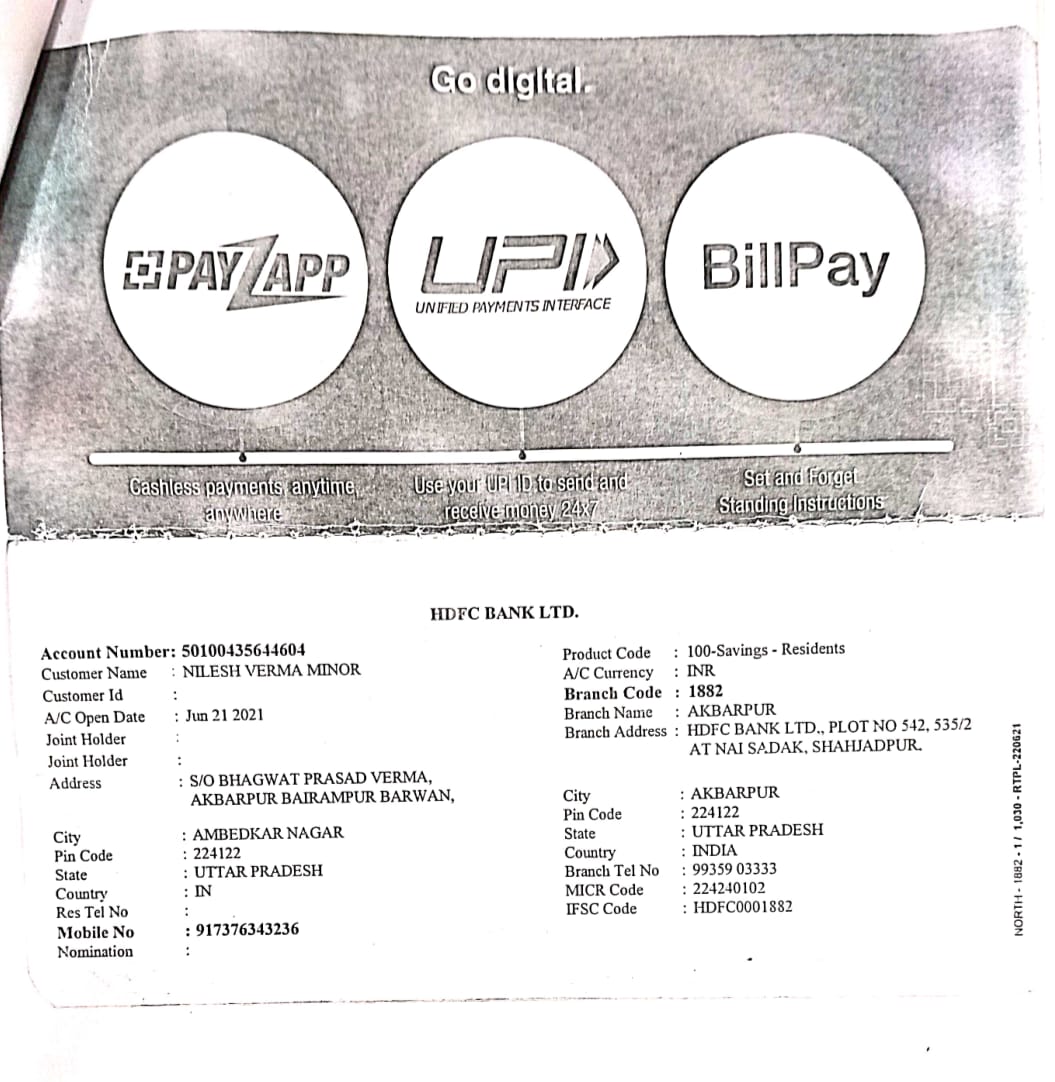 Go digital.
PAYZAPP
UPI
UNIFIED PAYMENTS INTERFACE
BillPay
Cashless payments, anytime,
anywhere
Use your UPI ID to send and
receive money 24x7
Set and Forget
Standing Instructions
HDFC BANK LTD.
Account Number: 50100435644604
Customer Name : NILESH VERMA MINOR
Customer Id :
A/C Open Date : Jun 21 2021
Joint Holder :
Joint Holder :
Address : S/O BHAGWAT PRASAD VERMA,
AKBARPUR BAIRAMPUR BARWAN,
City : AMBEDKAR NAGAR
Pin Code : 224122
State : UTTAR PRADESH
Country : IN
Res Tel No :
Mobile No : 917376343236
Nomination :
Product Code : 100-Savings - Residents
A/C Currency : INR
Branch Code : 1882
Branch Name : AKBARPUR
Branch Address : HDFC BANK LTD., PLOT NO 542, 535/2
AT NAI SADAK, SHAHJADPUR.
City : AKBARPUR
Pin Code : 224122
State : UTTAR PRADESH
Country : INDIA
Branch Tel No : 99359 03333
MICR Code : 224240102
IFSC Code : HDFC0001882
NORTH - 1882 - 1 / 1,030 - RTPL-220621